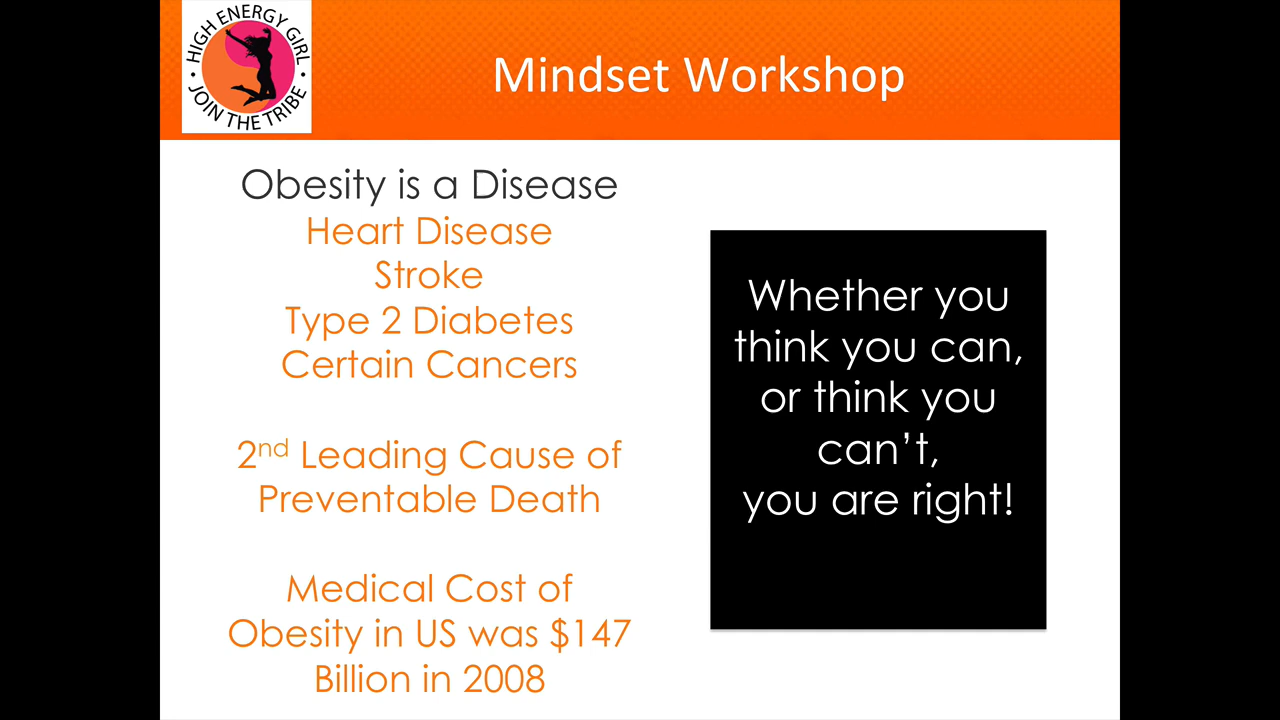 HIGH ENERGY GIRL
JOIN THE TRIBE
Mindset Workshop
Obesity is a Disease
Heart Disease
Stroke
Type 2 Diabetes
Certain Cancers
2nd Leading Cause of
Preventable Death
Medical Cost of
Obesity in US was $147
Billion in 2008
Whether you
think you can,
or think you
can’t,
you are right!